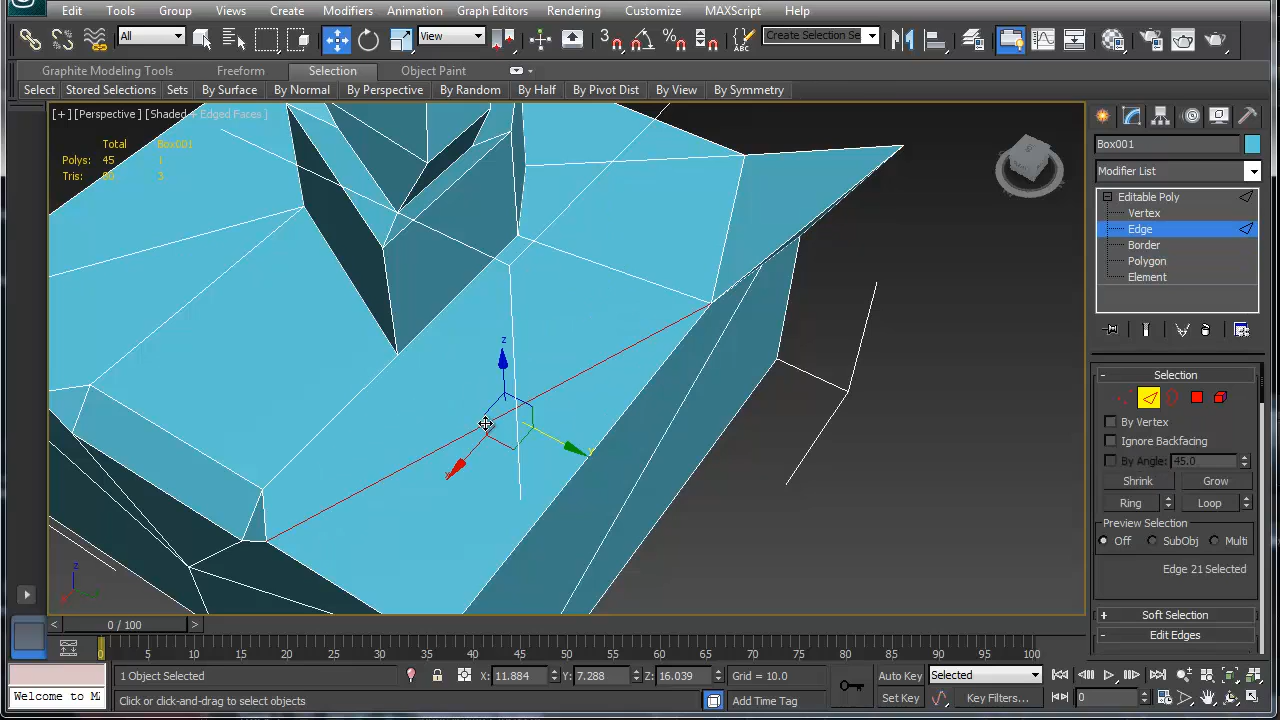 Edit Tools Group Views Create Modifiers Animation Graph Editors Rendering Customize MAXScript Help
All View Create Selection Se
Graphite Modeling Tools Freeform Selection Object Paint
Select Stored Selections Sets By Surface By Normal By Perspective By Random By Half By Pivot Dist By View By Symmetry
[+][Perspective][Shaded + Edged Faces]
Total Box001
Polys: 45 1
Tris: 3
z
x
y
z
Box001
Modifier List
Editable Poly
Vertex
Edge
Border
Polygon
Element
- Selection
By Vertex
Ignore Backfacing
By Angle: 45.0
Shrink Grow
Ring Loop
Preview Selection
Off SubObj Multi
Edge 21 Selected
+ Soft Selection
- Edit Edges
< 0 / 100 >
0 5 10 15 20 25 30 35 40 45 50 55 60 65 70 75 80 85 90 95 100
1 Object Selected X: 11.884 Y: 7.288 Z: 16.039 Grid = 10.0 Auto Key Selected
Welcome to MA Click or click-and-drag to select objects Add Time Tag Set Key Key Filters... 0